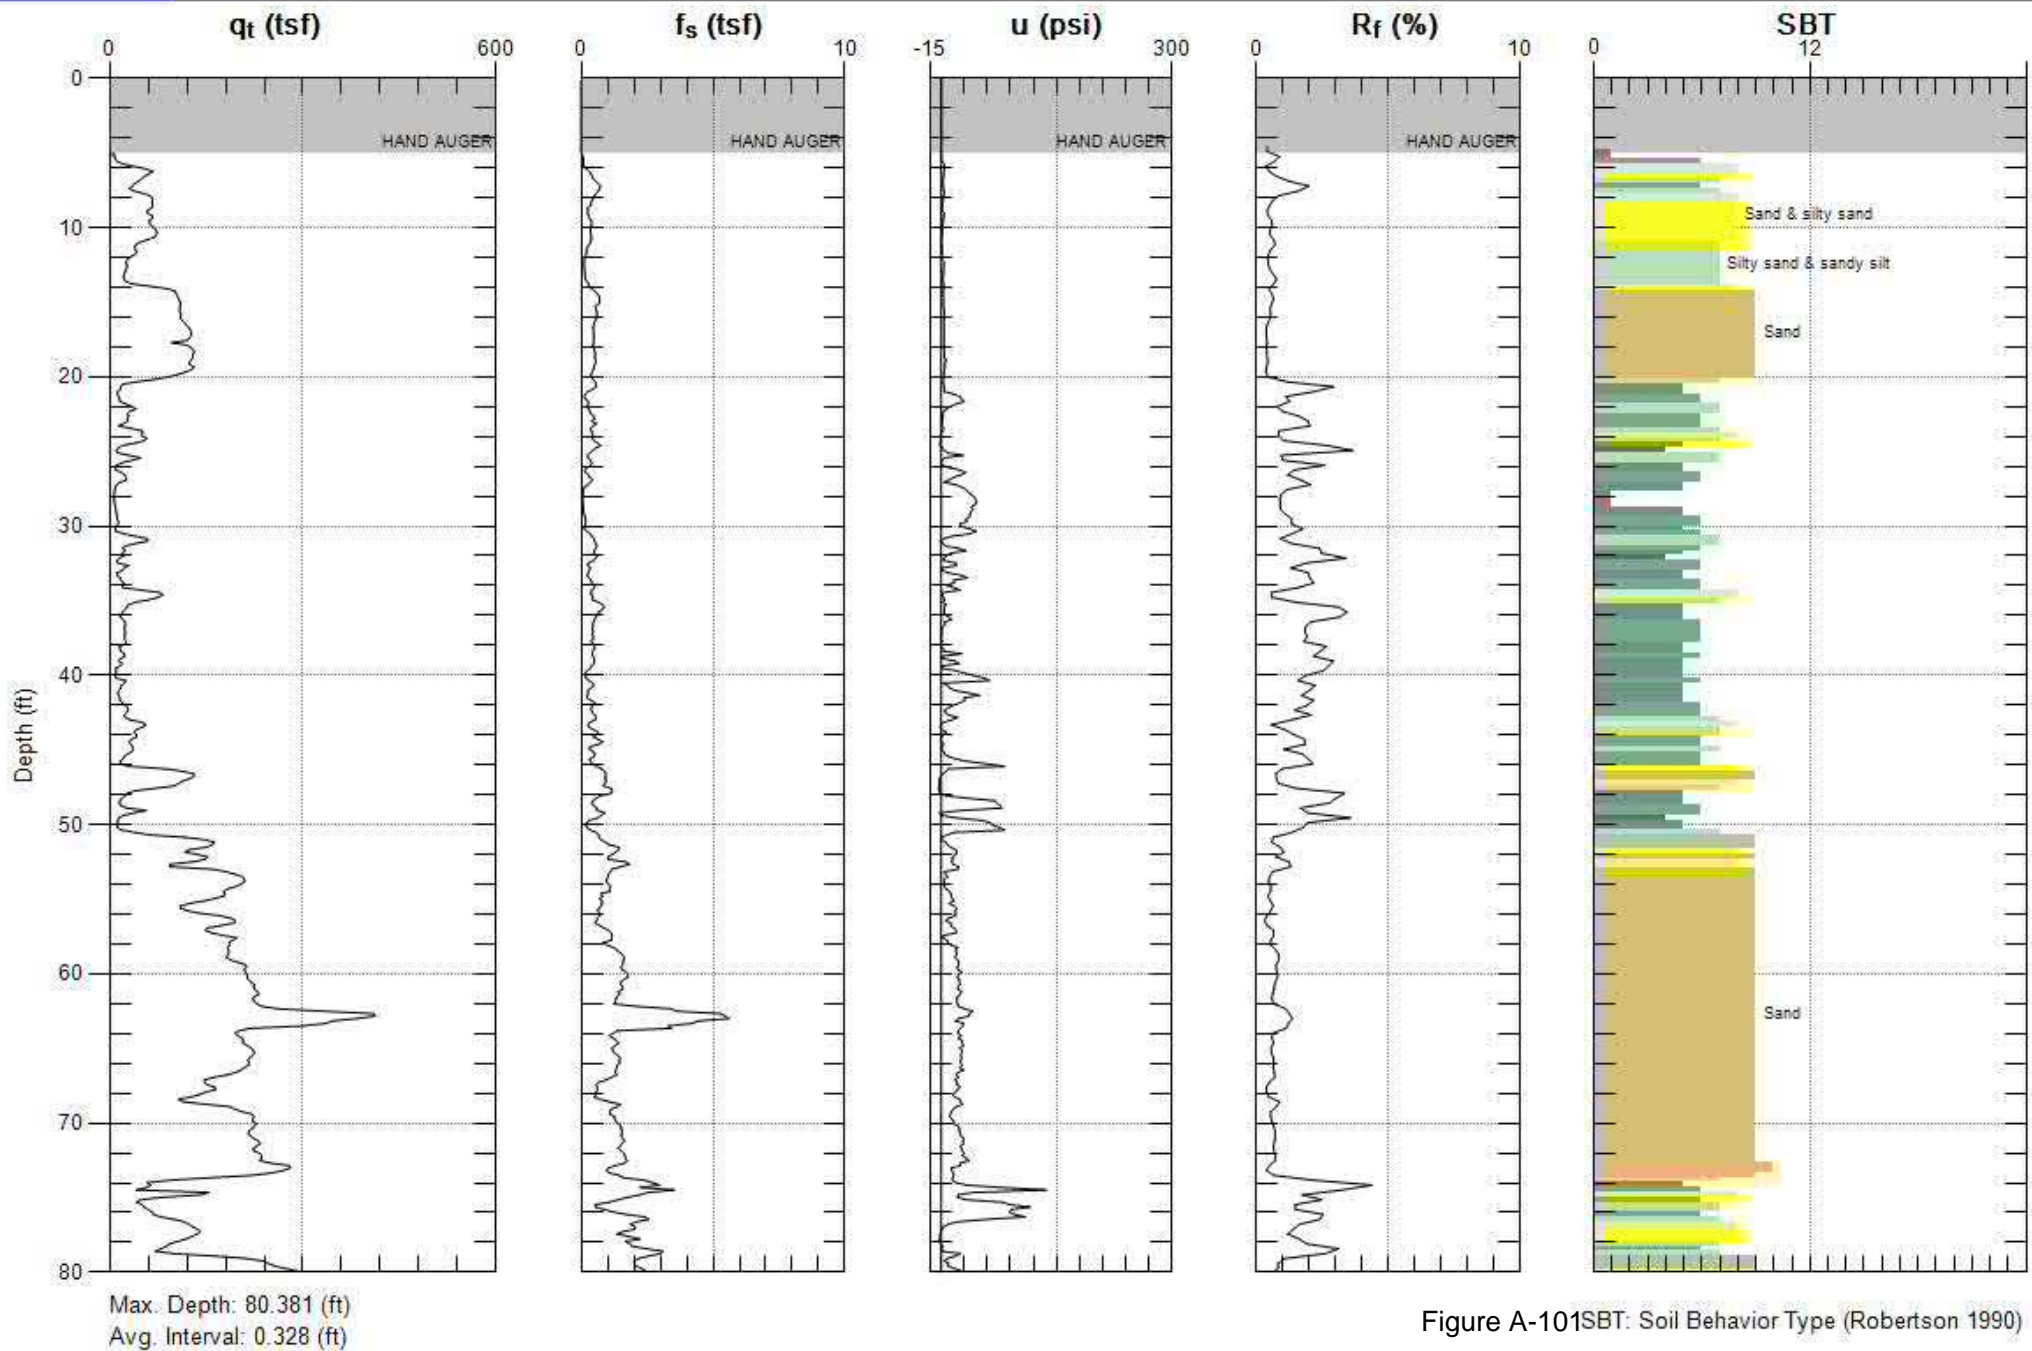 qt (tsf) fs (tsf) u (psi) Rf (%) SBT
0 600 0 10 -15 300 0 10 0 12
0
HAND AUGER HAND AUGER HAND AUGER HAND AUGER
Sand & silty sand
10
Silty sand & sandy silt
Sand
20
30
40
Depth (ft)
50
60
Sand
70
80
Max. Depth: 80.381 (ft)
Avg. Interval: 0.328 (ft)
Figure A-101SBT: Soil Behavior Type (Robertson 1990)